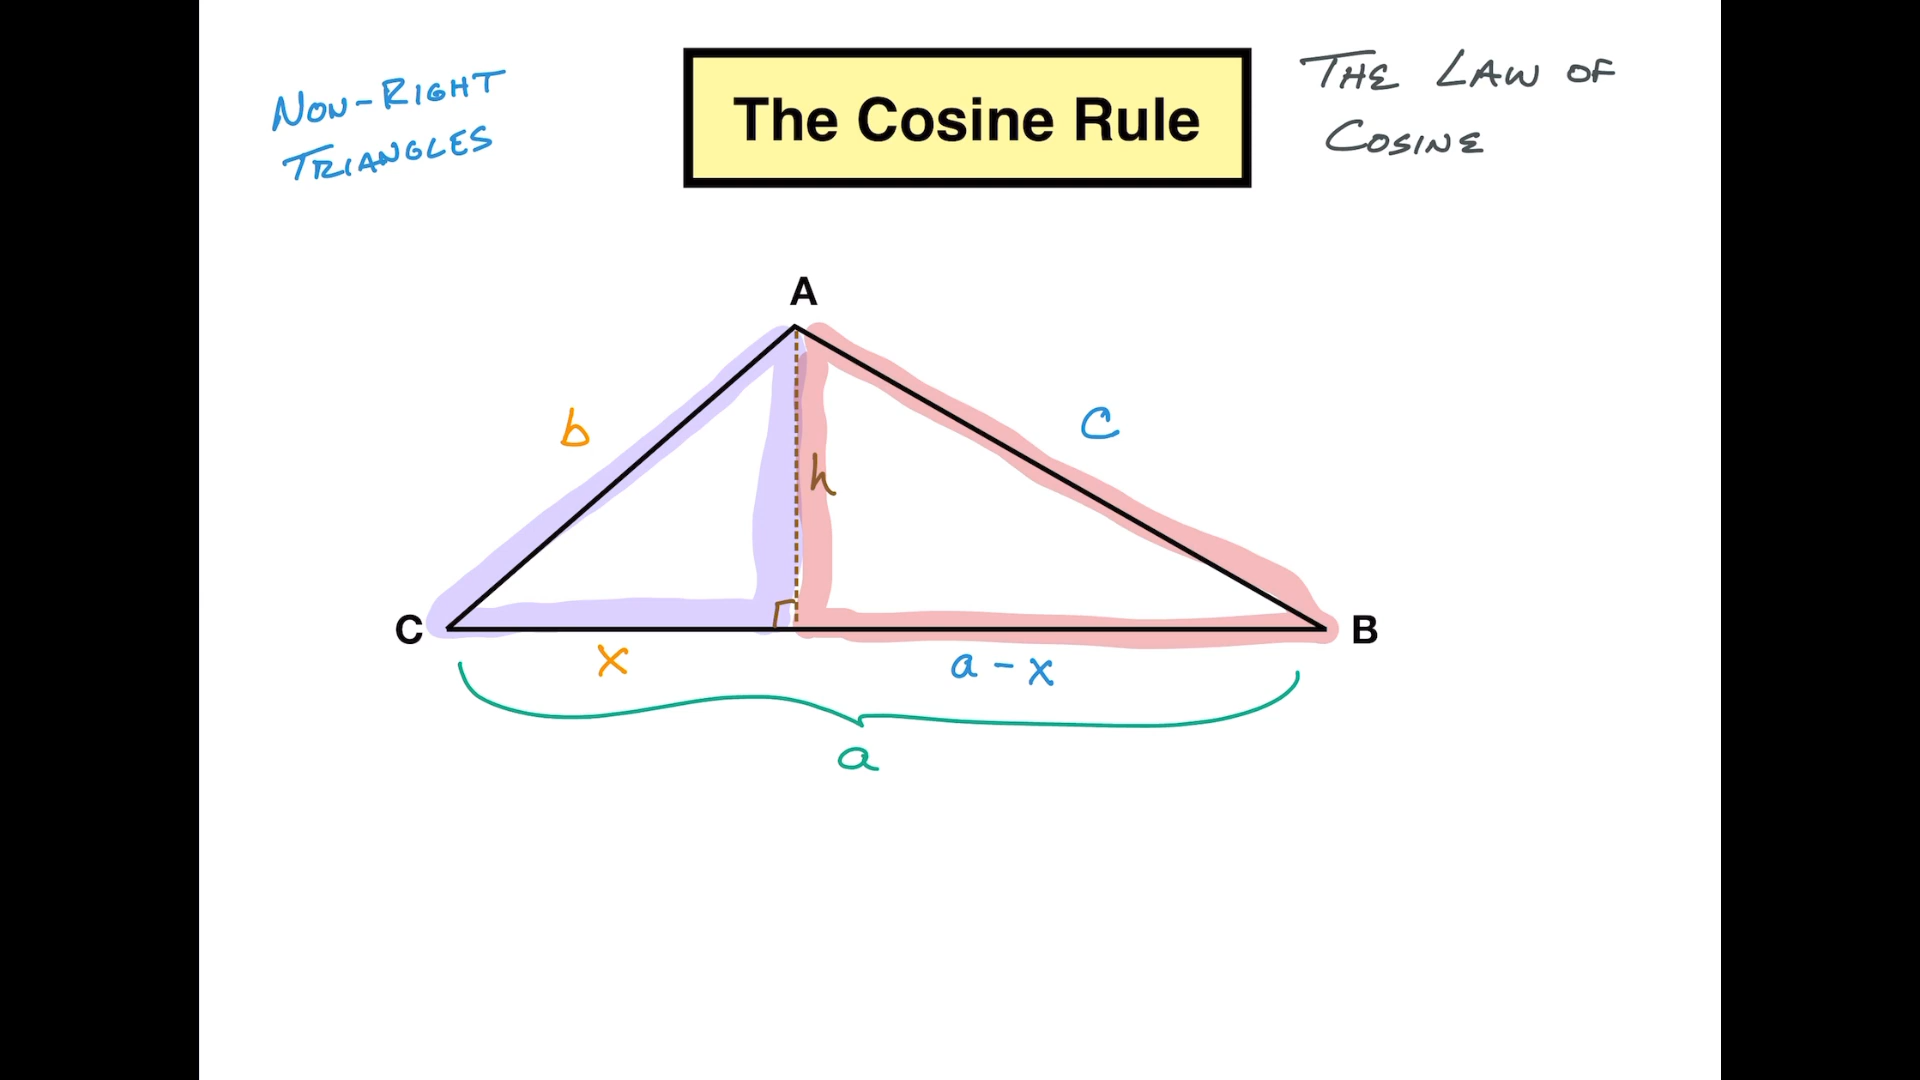 NON-RIGHT
TRIANGLES
The Cosine Rule
THE LAW OF
COSINE
A
b
c
h
C
B
x
a - x
a